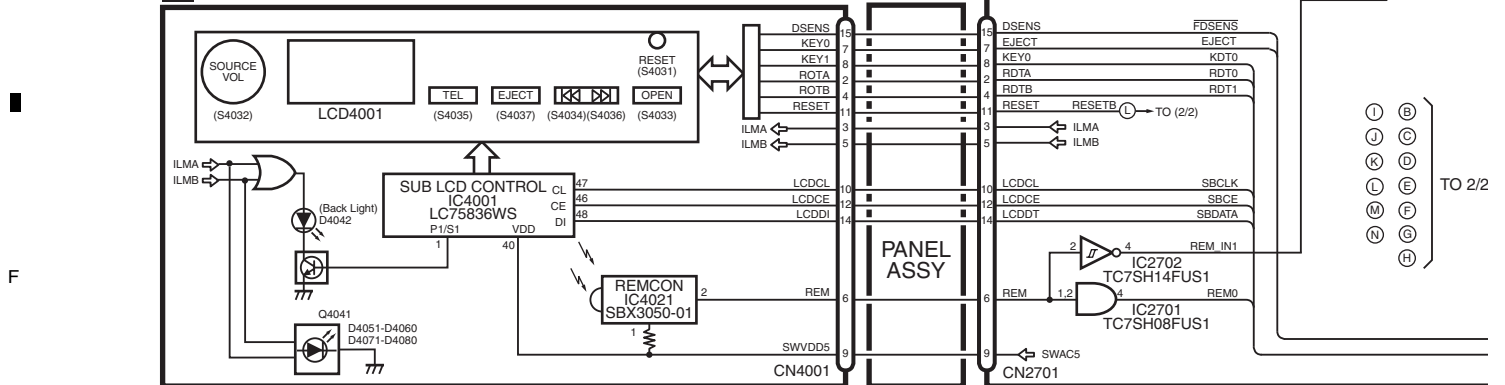 SOURCE
VOL
(S4032)
LCD4001
RESET
(S4031)
TEL
(S4035)
EJECT
(S4037)
(S4034)(S4036)
OPEN
(S4033)
DSENS 15
KEY0 7
KEY1 8
ROTA 2
ROTB 4
RESET 11
ILMA 3
ILMB 5
15 DSENS FDSENS
7 EJECT EJECT
8 KEY0 KDT0
2 RDTA RDT0
4 RDTB RDT1
11 RESET RESETB L TO (2/2)
3 ILMA
5 ILMB
I B
J C
K D
L E
M F
N G
H
TO 2/2
ILMA
ILMB
(Back Light)
D4042
SUB LCD CONTROL
IC4001
LC75836WS
P1/S1 VDD
CL 47
CE 46
DI 48
1 40
LCDCL 10
LCDCE 12
LCDDI 14
10 LCDCL SBCLK
12 LCDCE SBCE
14 LCDDT SBDATA
PANEL
ASSY
F
REMCON
IC4021
SBX3050-01
2 REM 6
1
SWVDD5 9
CN4001
6 REM
2 4 REM_IN1
IC2702
TC7SH14FUS1
1,2 4 REM0
IC2701
TC7SH08FUS1
9 SWAC5
CN2701
Q4041
D4051-D4060
D4071-D4080